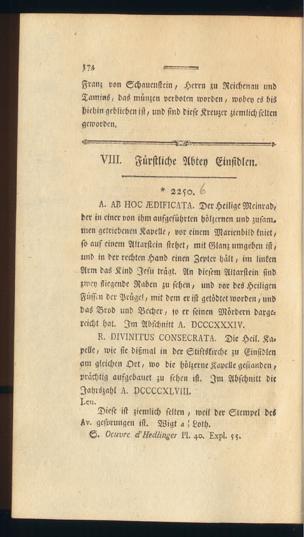 374
Franz von Schauenstein, Herrn zu Reichenau und
Tamins, das münzen verboten worden, wobey es bis
hiehin geblieben ist, und sind diese Kreuzer ziemlich selten
geworden.
VIII. Fürstliche Abtey Einsidlen.
* 2250. 6
A. AB HOC ÆDIFICATA. Der Heilige Meinrad,
der in einer von ihm aufgeführten hölzernen und zusam-
men getriebenen Kapelle, vor einem Marienbild kniet,
so auf einem Altarstein stehet, mit Glanz umgeben ist,
und in der rechten Hand einen Zepter hält, im linken
Arm das Kind Jesu trägt. An diesem Altarstein sind
zwey fliegende Raben zu sehen, und vor des Heiligen
Füssen der Prügel, mit dem er ist getödtet worden, und
das Brod und Becher, so er seinen Mördern darge-
reicht hat. Im Abschnitt A. DCCCXXXIV.
R. DIVINITUS CONSECRATA. Die Heil. Ka-
pelle, wie sie dißmal in der Stiftskirche zu Einsidlen
am gleichen Ort, wo die hölzerne Kapelle gestanden,
prächtig aufgebauet zu sehen ist. Im Abschnitt die
Jahrzahl A. DCCCCXLVIII.
Leu.
Diese ist ziemlich selten, weil der Stempel des
Av. gesprungen ist. Wigt
Loth.
S. Oeuvre d'Hedlinger Pl. 40. Expl. 55.